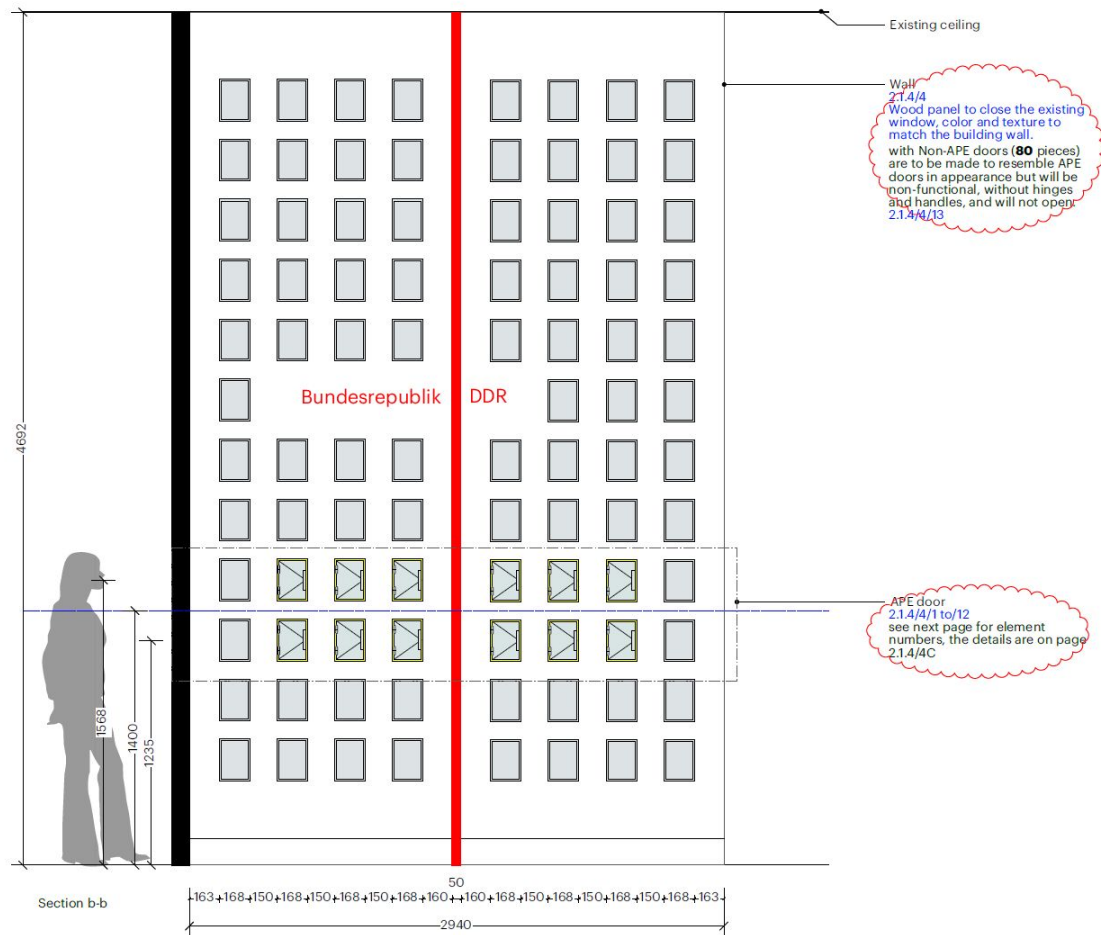 Existing ceiling
Wall
2.1.4/4
Wood panel to close the existing
window, color and texture to
match the building wall.
with Non-APE doors (80 pieces)
are to be made to resemble APE
doors in appearance but will be
non-functional, without hinges
and handles, and will not open.
2.1.4/4/13
Bundesrepublik
DDR
4692
APE door
2.1.4/4/1 to/12
see next page for element
numbers, the details are on page
2.1.4/4C
1568
1400
1235
Section b-b
50
163 168 150 168 150 168 150 168 160 160 168 150 168 150 168 150 168 163
2940